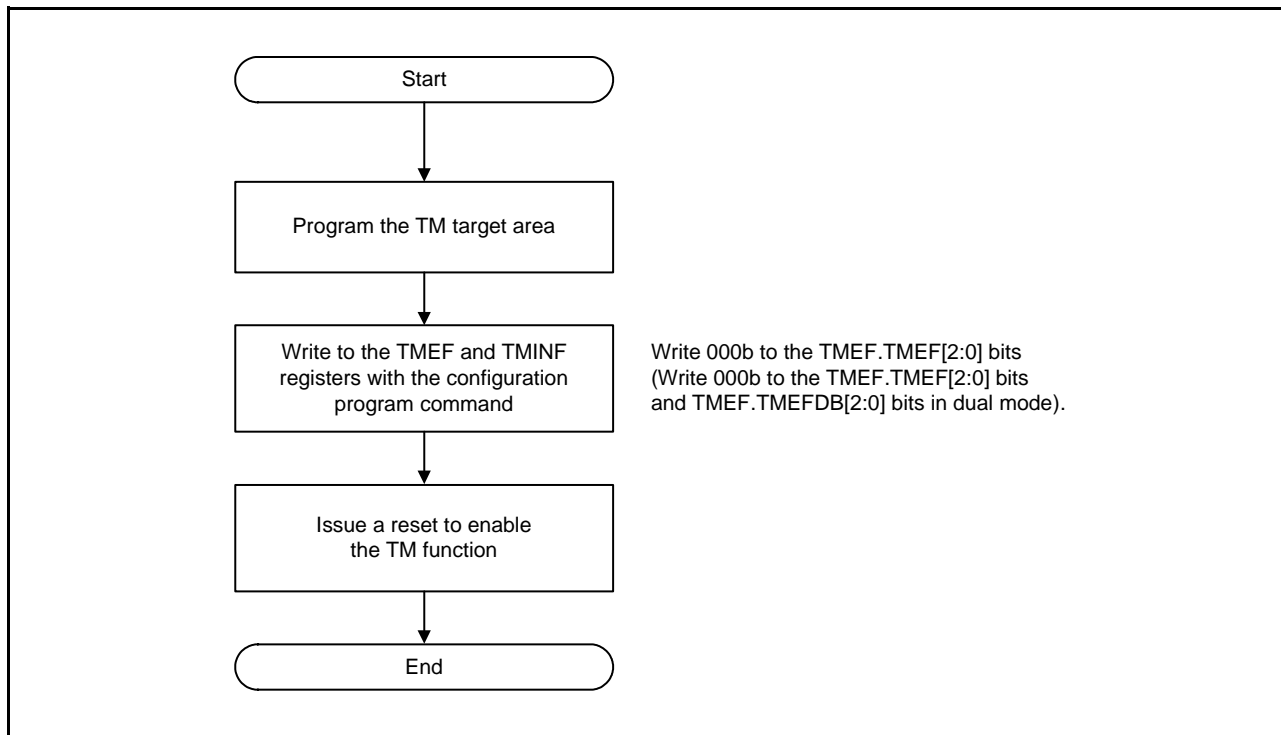 Start
Program the TM target area
Write to the TMEF and TMINF
registers with the configuration
program command
Write 000b to the TMEF.TMEF[2:0] bits
(Write 000b to the TMEF.TMEF[2:0] bits
and TMEF.TMEFDB[2:0] bits in dual mode).
Issue a reset to enable
the TM function
End